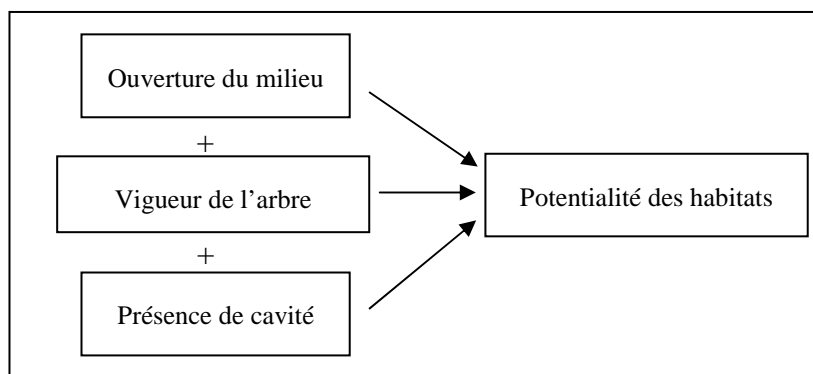 Ouverture du milieu
+
Vigueur de l’arbre
+
Présence de cavité
Potentialité des habitats